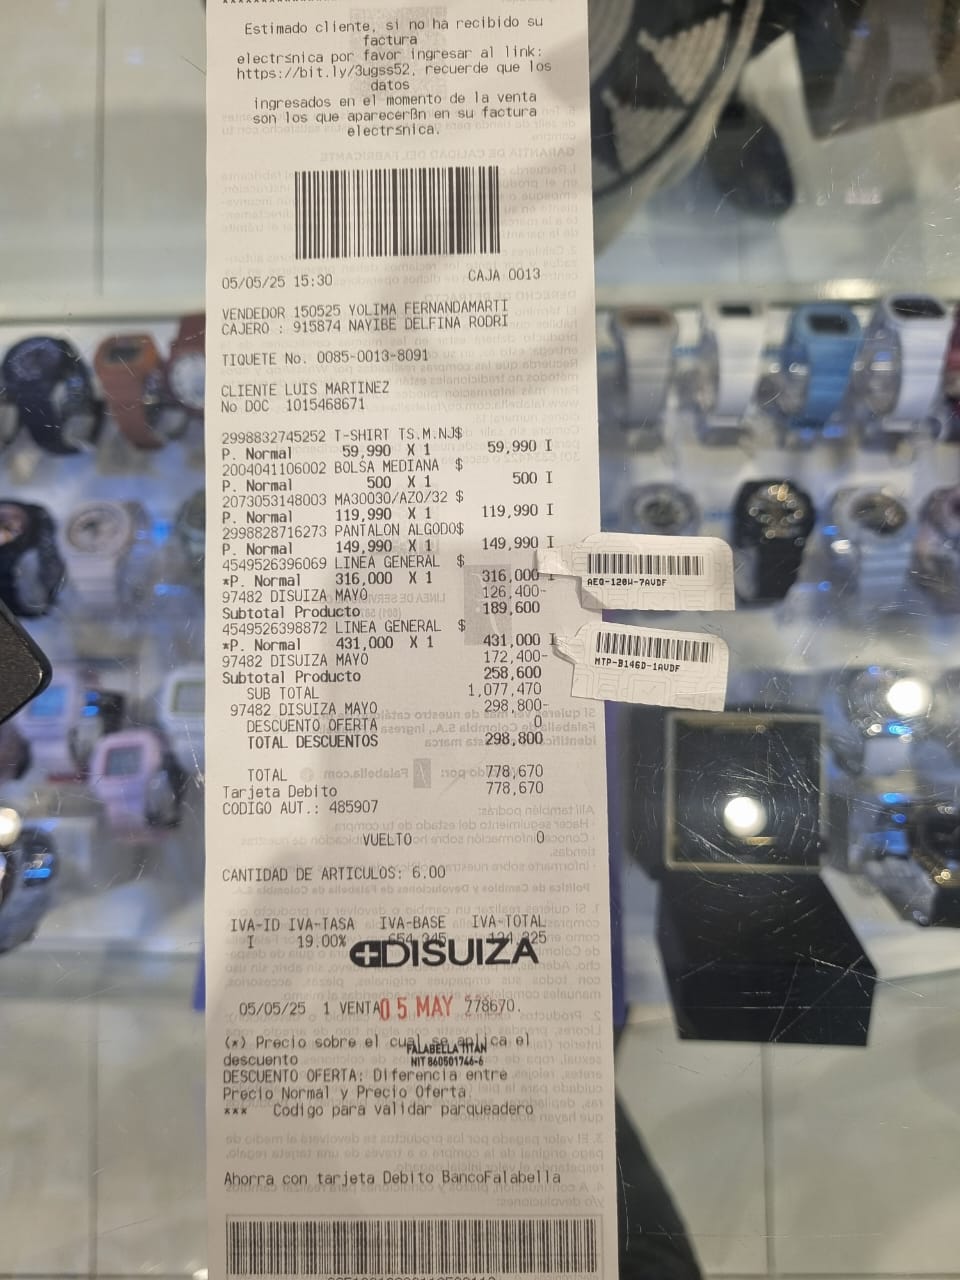 Estimado cliente, si no ha recibido su
factura
electrsnica por favor ingresar al link:
https://bit.ly/3ugss52, recuerde que los
datos
ingresados en el momento de la venta
son los que aparecerßn en su factura
electrsnica.
05/05/25 15:30 CAJA 0013
VENDEDOR 150525 YOLIMA FERNANDAMARTI
CAJERO : 915874 NAYIBE DELFINA RODRI
TIQUETE No. 0085-0013-8091
CLIENTE LUIS MARTINEZ
No DOC 1015468671
2998832745252 T-SHIRT TS.M.NJ$
P. Normal 59,990 X 1 59,990 I
2004041106002 BOLSA MEDIANA $
P. Normal 500 X 1 500 I
2073053148003 MA30030/AZO/32 $
P. Normal 119,990 X 1 119,990 I
2998828716273 PANTALON ALGODO$
P. Normal 149,990 X 1 149,990 I
4549526396069 LINEA GENERAL $
*P. Normal 316,000 X 1 316,000 I
97482 DISUIZA MAYO 126,400-
Subtotal Producto 189,600
4549526398872 LINEA GENERAL $
*P. Normal 431,000 X 1 431,000 I
97482 DISUIZA MAYO 172,400-
Subtotal Producto 258,600
SUB TOTAL 1,077,470
97482 DISUIZA MAYO 298,800-
DESCUENTO OFERTA 0
TOTAL DESCUENTOS 298,800
TOTAL 778,670
Tarjeta Debito 778,670
CODIGO AUT.: 485907
VUELTO 0
CANTIDAD DE ARTICULOS: 6.00
IVA-ID IVA-TASA IVA-BASE IVA-TOTAL
I 19.00% 654,345
DISUIZA
05/05/25 1 VENTA 05 MAY 778670.
(*) Precio sobre el cual se aplica el
descuento
FALABELLA TITAN
NIT 860501746-6
DESCUENTO OFERTA: Diferencia entre
Precio Normal y Precio Oferta.
*** Codigo para validar parqueadero
Ahorra con tarjeta Debito BancoFalabella
AEQ-120W-7AVDF
MTP-B146D-1AVDF